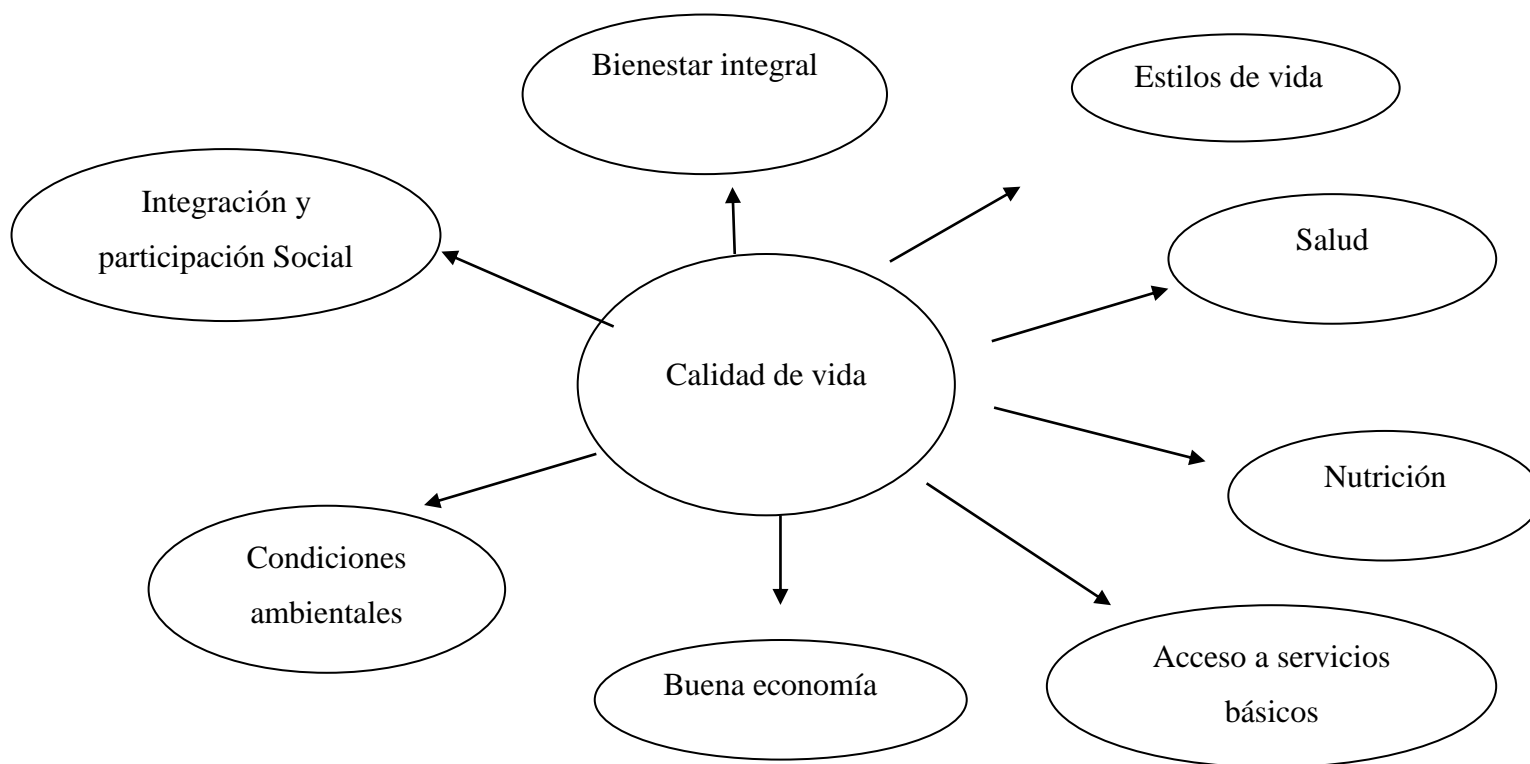 Bienestar integral
Estilos de vida
Integración y
participación Social
Salud
Calidad de vida
Nutrición
Condiciones
ambientales
Buena economía
Acceso a servicios
básicos